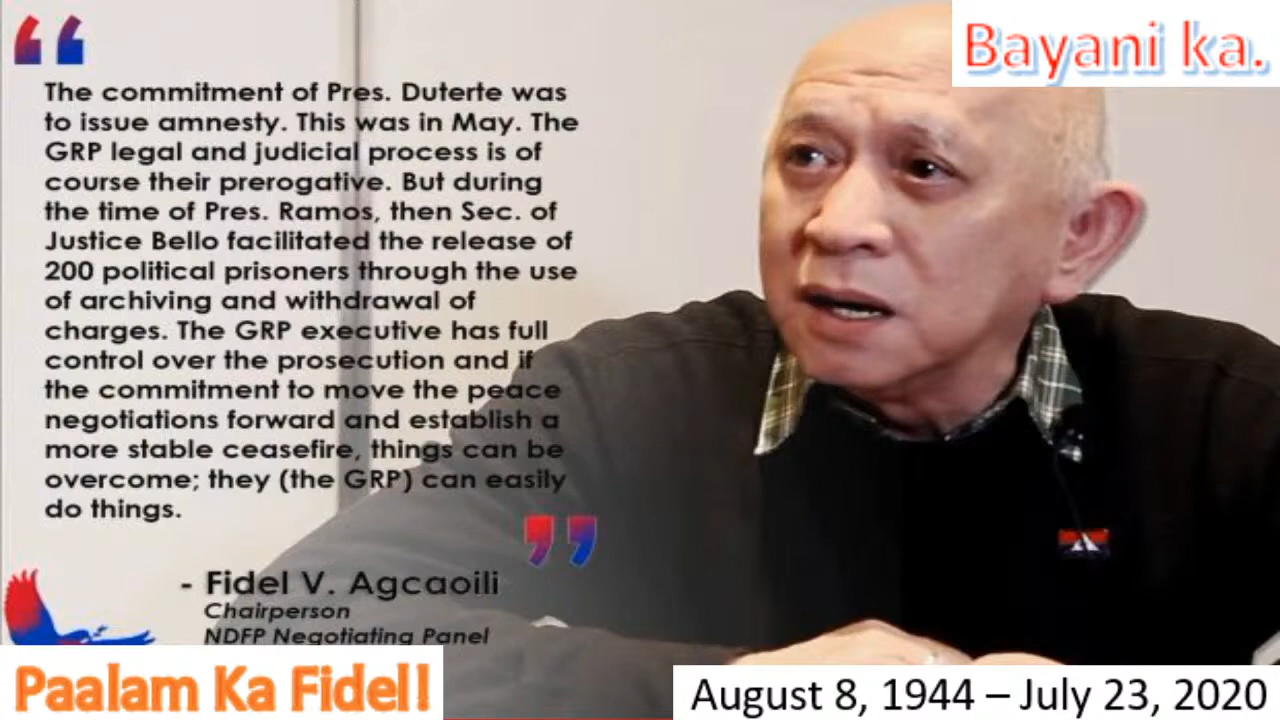 Bayani ka.
“
The commitment of Pres. Duterte was
to issue amnesty. This was in May. The
GRP legal and judicial process is of
course their prerogative. But during
the time of Pres. Ramos, then Sec. of
Justice Bello facilitated the release of
200 political prisoners through the use
of archiving and withdrawal of
charges. The GRP executive has full
control over the prosecution and if
the commitment to move the peace
negotiations forward and establish a
more stable ceasefire, things can be
overcome; they (the GRP) can easily
do things.
”
- Fidel V. Agcaoili
Chairperson
NDFP Negotiating Panel
Paalam Ka Fidel!
August 8, 1944 – July 23, 2020